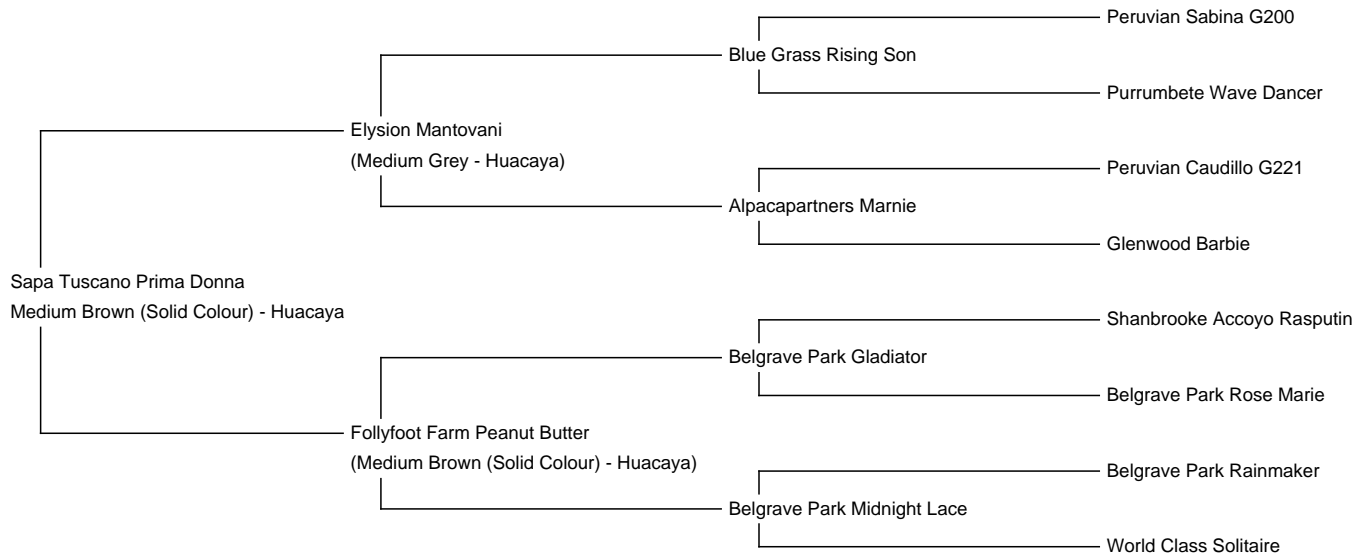 Peruvian Sabina G200
Blue Grass Rising Son
Purrumbete Wave Dancer
Elysion Mantovani
(Medium Grey - Huacaya)
Peruvian Caudillo G221
Alpacapartners Marnie
Glenwood Barbie
Sapa Tuscano Prima Donna
Medium Brown (Solid Colour) - Huacaya
Shanbrooke Accoyo Rasputin
Belgrave Park Gladiator
Belgrave Park Rose Marie
Follyfoot Farm Peanut Butter
(Medium Brown (Solid Colour) - Huacaya)
Belgrave Park Rainmaker
Belgrave Park Midnight Lace
World Class Solitaire